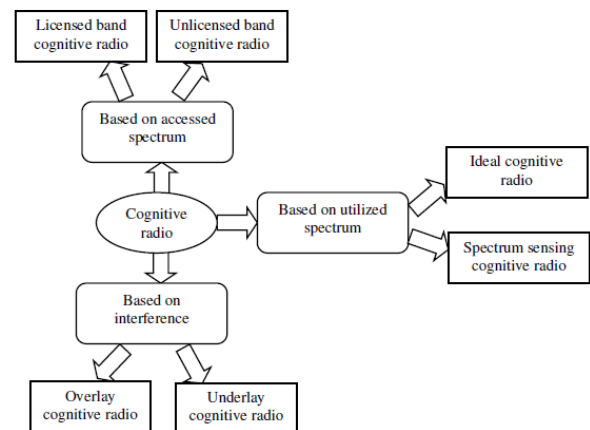 Licensed band
cognitive radio
Unlicensed band
cognitive radio
Based on accessed
spectrum
Ideal cognitive
radio
Cognitive
radio
Based on utilized
spectrum
Spectrum sensing
cognitive radio
Based on
interference
Overlay
cognitive radio
Underlay
cognitive radio